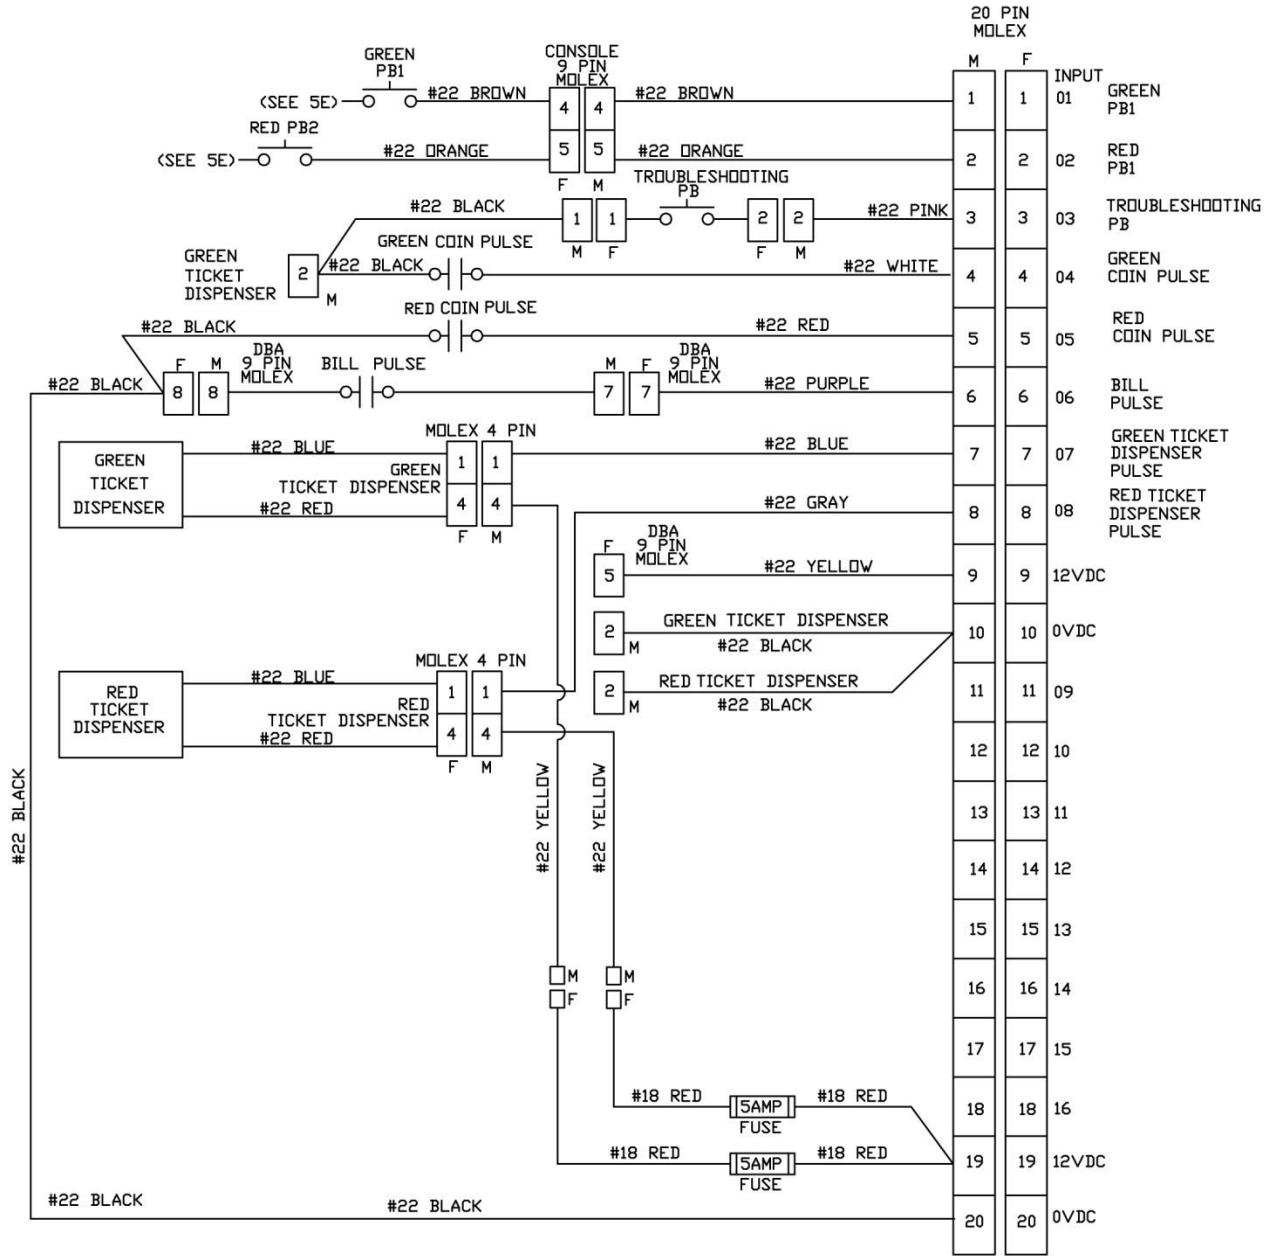 20 PIN
MOLEX
M F
INPUT
GREEN
PB1
CONSOLE
9 PIN
MOLEX
(SEE 5E) #22 BROWN 4 4 #22 BROWN 1 1 01 GREEN
PB1
RED PB2
(SEE 5E) #22 ORANGE 5 5 #22 ORANGE 2 2 02 RED
PB1
F M
TROUBLESHOOTING
PB
#22 BLACK 1 1 2 2 #22 PINK 3 3 03 TROUBLESHOOTING
PB
M F F M
GREEN COIN PULSE
GREEN
TICKET
DISPENSER
2 M #22 BLACK #22 WHITE 4 4 04 GREEN
COIN PULSE
RED COIN PULSE
#22 BLACK #22 RED 5 5 05 RED
COIN PULSE
F M DBA
9 PIN
MOLEX
BILL PULSE
M F DBA
9 PIN
MOLEX
#22 BLACK 8 8 7 7 #22 PURPLE 6 6 06 BILL
PULSE
MOLEX 4 PIN
GREEN
TICKET
DISPENSER
#22 BLUE 1 1 #22 BLUE 7 7 07 GREEN TICKET
DISPENSER
PULSE
GREEN
TICKET DISPENSER
#22 RED 4 4 #22 GRAY 8 8 08 RED TICKET
DISPENSER
PULSE
F M
F DBA
9 PIN
MOLEX
5 #22 YELLOW 9 9 12VDC
2 M GREEN TICKET DISPENSER 10 10 0VDC
#22 BLACK
MOLEX 4 PIN
RED
TICKET
DISPENSER
#22 BLUE 1 1 2 M RED TICKET DISPENSER 11 11 09
#22 BLACK
RED
TICKET DISPENSER
#22 RED 4 4
F M
12 12 10
#22 BLACK
#22 YELLOW
#22 YELLOW
13 13 11
14 14 12
15 15 13
M M
F F
16 16 14
17 17 15
#18 RED 5AMP #18 RED 18 18 16
FUSE
#18 RED 5AMP #18 RED 19 19 12VDC
FUSE
#22 BLACK #22 BLACK 20 20 0VDC